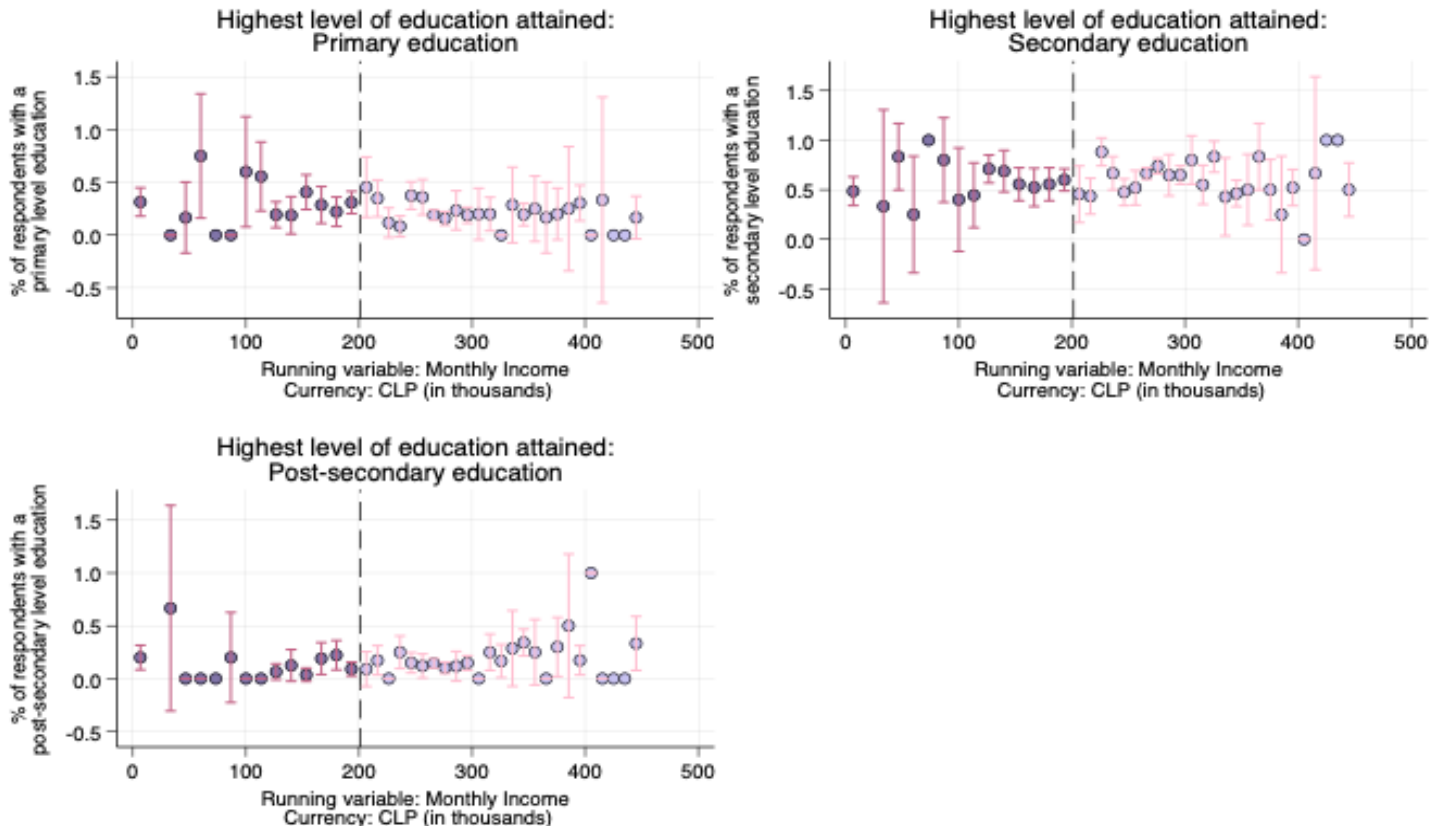 Highest level of education attained:
Primary education
% of respondents with a
primary level education
1.5
1.0
0.5
0.0
-0.5
0
100
200
300
400
500
Running variable: Monthly Income
Currency: CLP (in thousands)
Highest level of education attained:
Secondary education
% of respondents with a
secondary level education
1.5
1.0
0.5
0.0
-0.5
0
100
200
300
400
500
Running variable: Monthly Income
Currency: CLP (in thousands)
Highest level of education attained:
Post-secondary education
% of respondents with a
post-secondary level education
1.5
1.0
0.5
0.0
-0.5
0
100
200
300
400
500
Running variable: Monthly Income
Currency: CLP (in thousands)